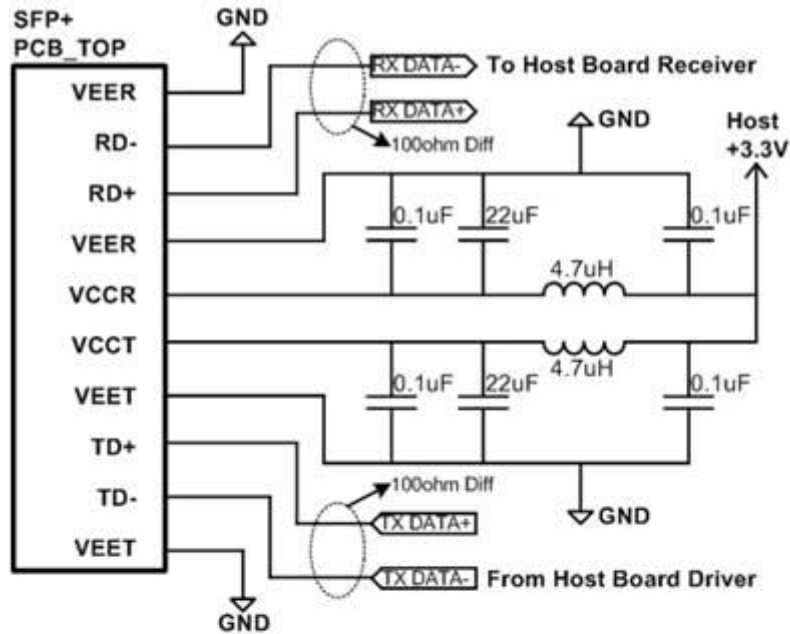 SFP+
PCB_TOP
GND
VEER
RD-
RD+
VEER
VCCR
VCCT
VEET
TD+
TD-
VEET
RX DATA- To Host Board Receiver
RX DATA+
100ohm Diff
GND
Host
+3.3V
0.1uF
22uF
0.1uF
4.7uH
4.7uH
0.1uF
22uF
0.1uF
100ohm Diff
GND
TX DATA+
TX DATA- From Host Board Driver
GND